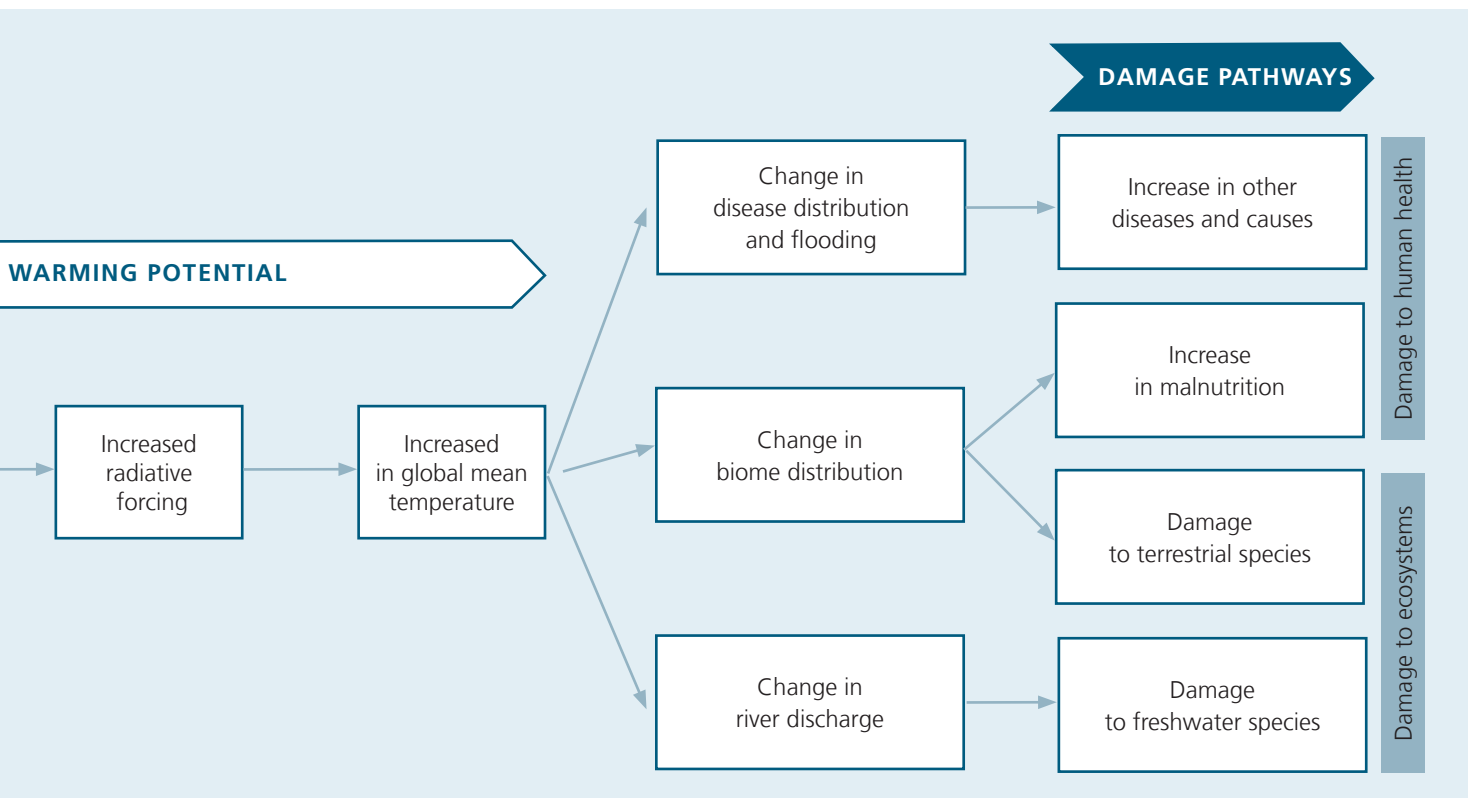 DAMAGE PATHWAYS
WARMING POTENTIAL
Increased
radiative
forcing
Increased
in global mean
temperature
Change in
disease distribution
and flooding
Change in
biome distribution
Change in
river discharge
Increase in other
diseases and causes
Increase
in malnutrition
Damage
to terrestrial species
Damage
to freshwater species
Damage to human health
Damage to ecosystems